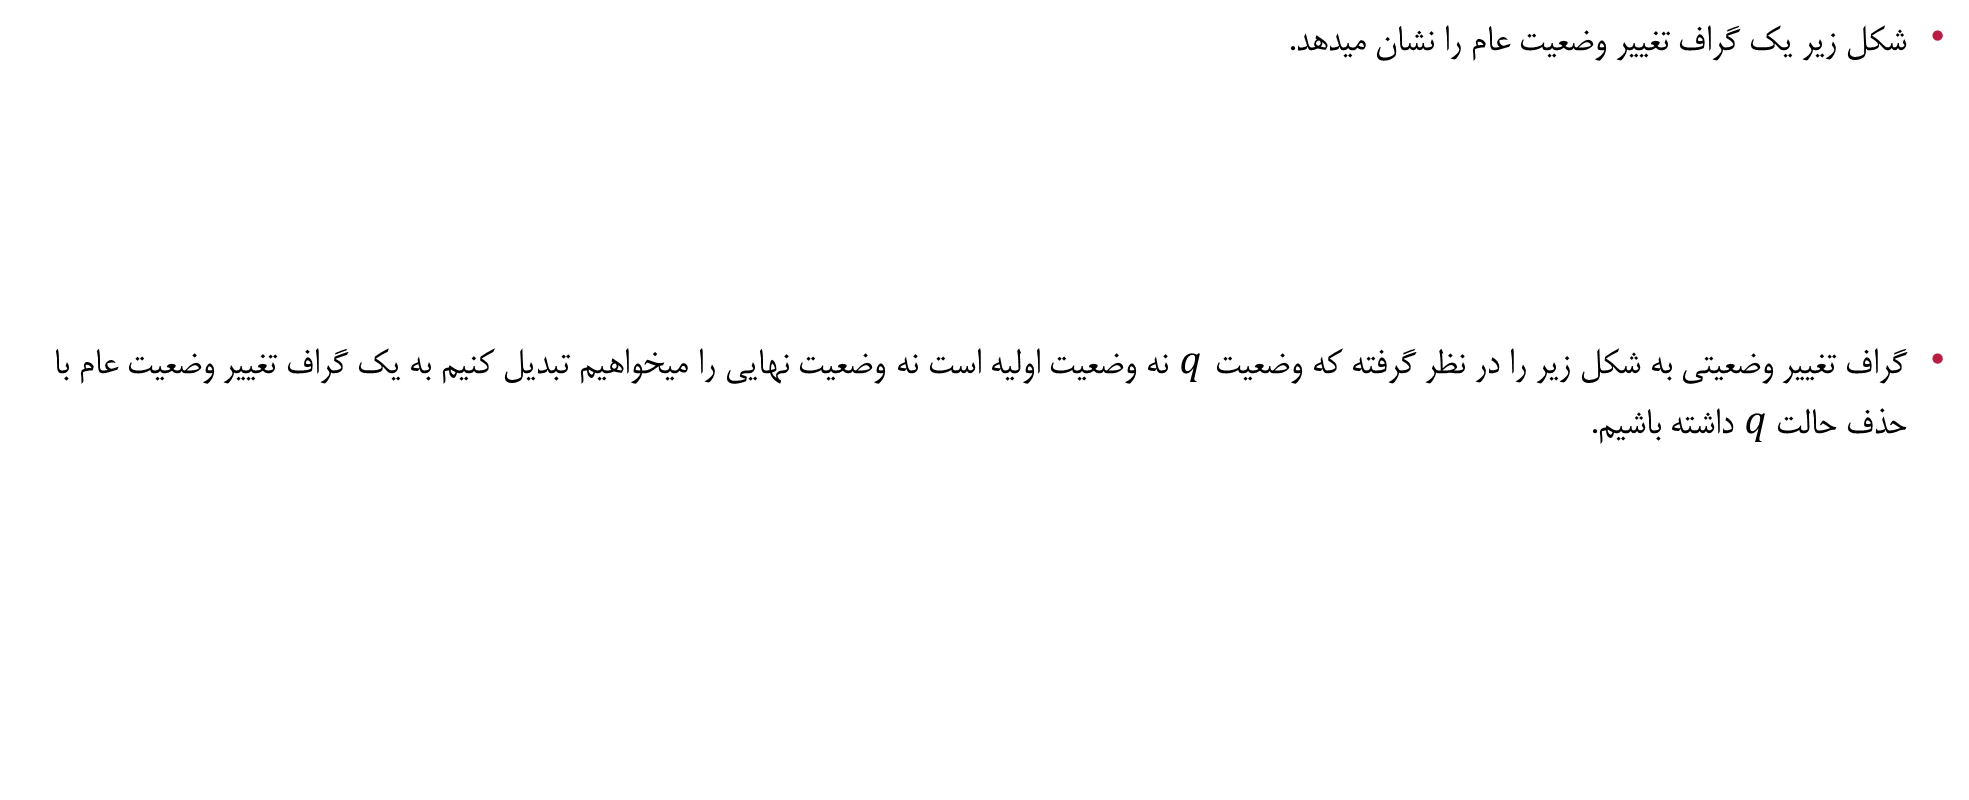 • شکل زیر یک گراف تغییر وضعیت عام را نشان میدهد.
• گراف تغییر وضعیتی به شکل زیر را در نظر گرفته که وضعیت q نه وضعیت اولیه است نه وضعیت نهایی را میخواهیم تبدیل کنیم به یک گراف تغییر وضعیت عام با
حذف حالت q داشته باشیم.